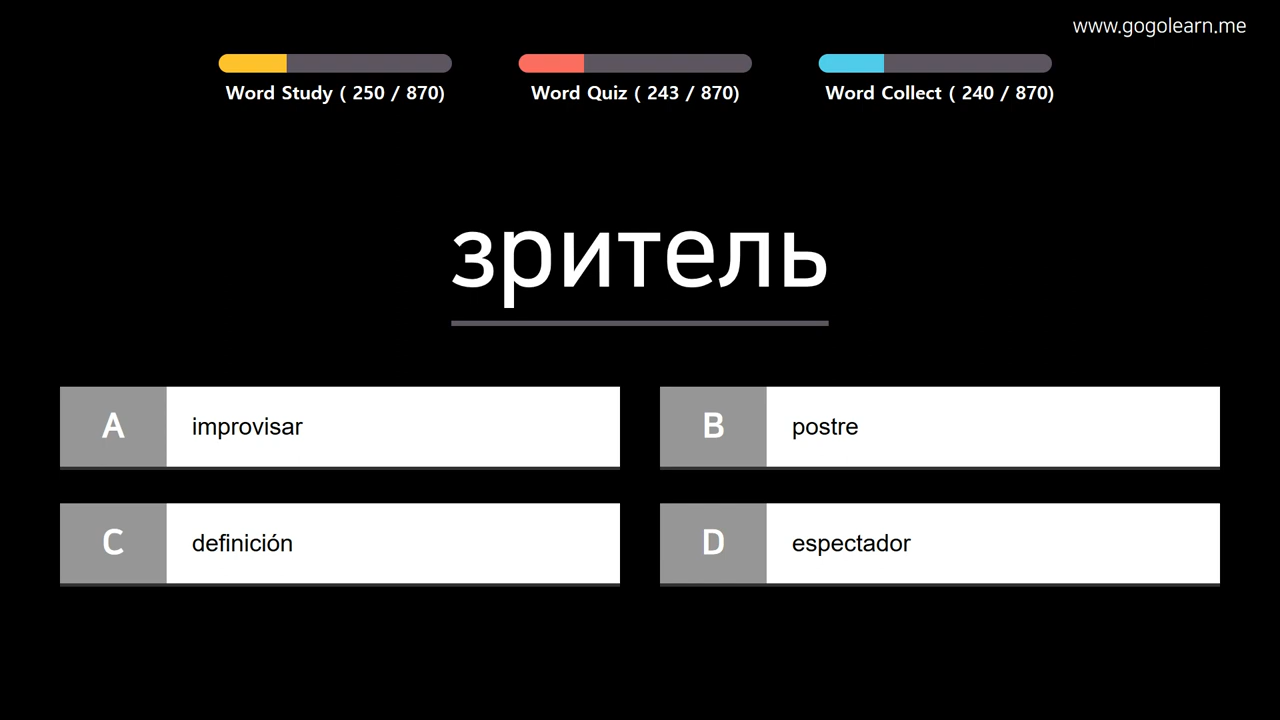 www.gogolearn.me
Word Study ( 250 / 870)
Word Quiz ( 243 / 870)
Word Collect ( 240 / 870)
зритель
A improvisar
B postre
C definición
D espectador